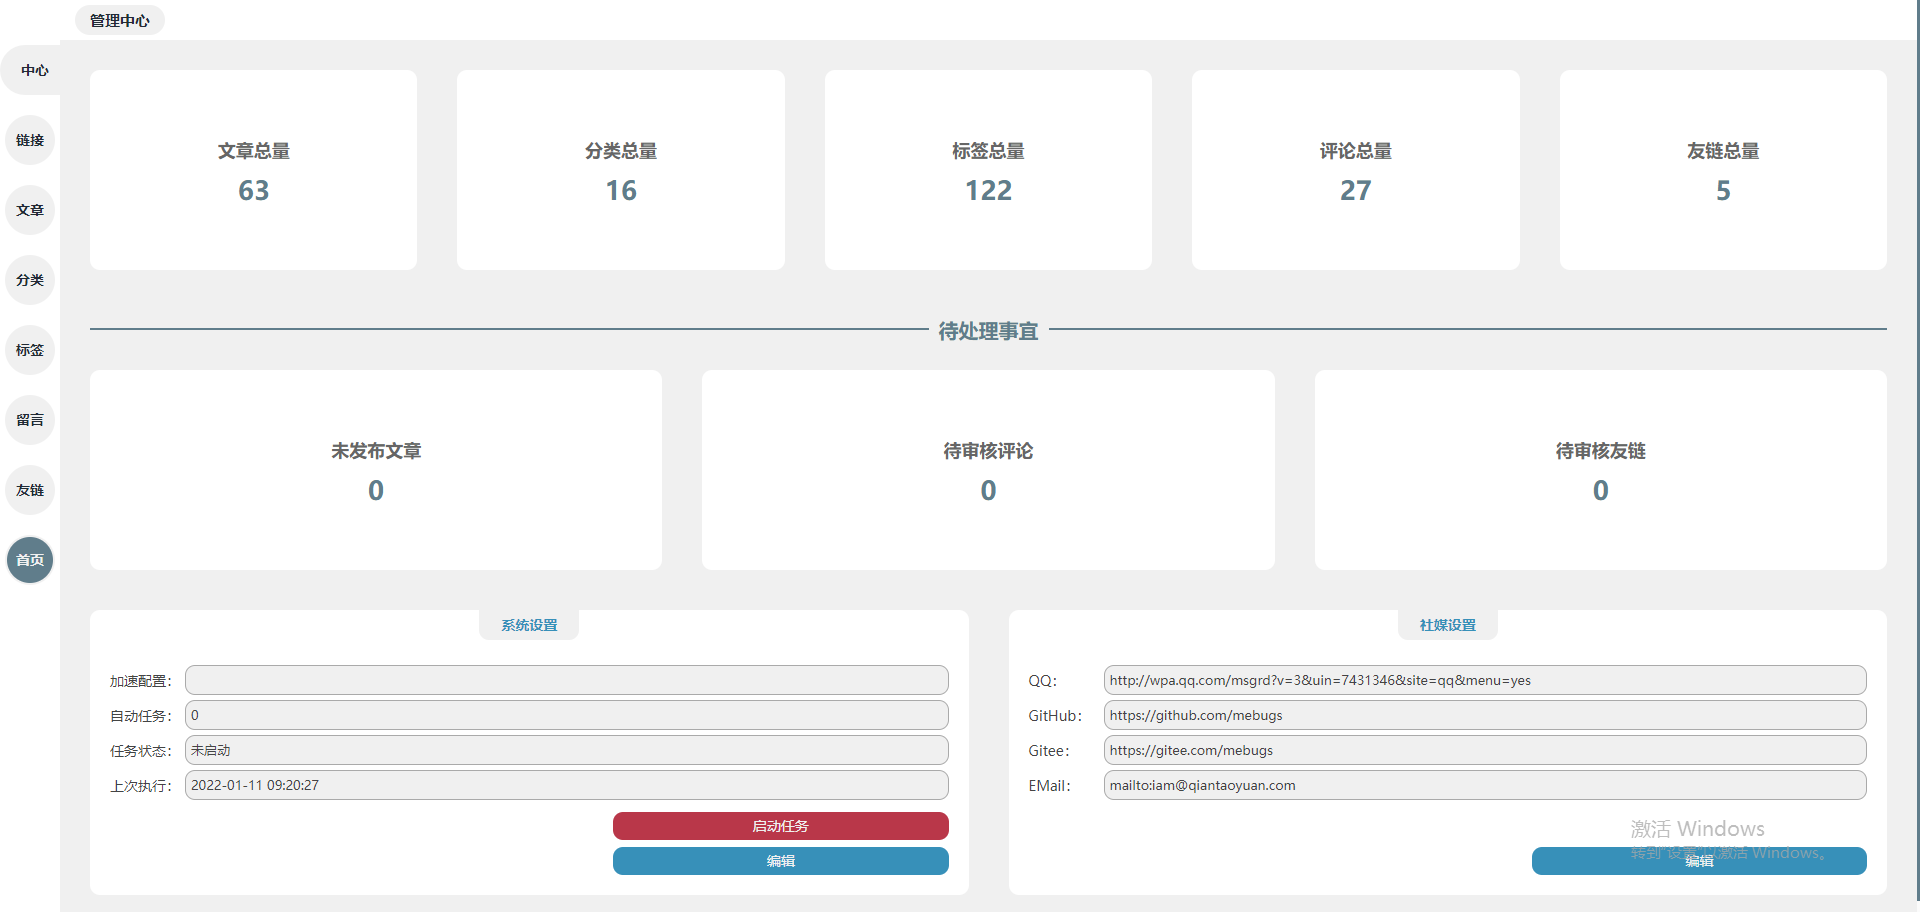 管理中心
中心
链接
文章
分类
标签
留言
友链
首页
文章总量
63
分类总量
16
标签总量
122
评论总量
27
友链总量
5
待处理事宜
未发布文章
0
待审核评论
0
待审核友链
0
系统设置
加速配置：
自动任务： 0
任务状态： 未启动
上次执行： 2022-01-11 09:20:27
启动任务
编辑
社媒设置
QQ： http://wpa.qq.com/msgrd?v=3&uin=7431346&site=qq&menu=yes
GitHub： https://github.com/mebugs
Gitee： https://gitee.com/mebugs
EMail： mailto:iam@qiantaoyuan.com
编辑
激活 Windows
转到"设置"以激活 Windows。